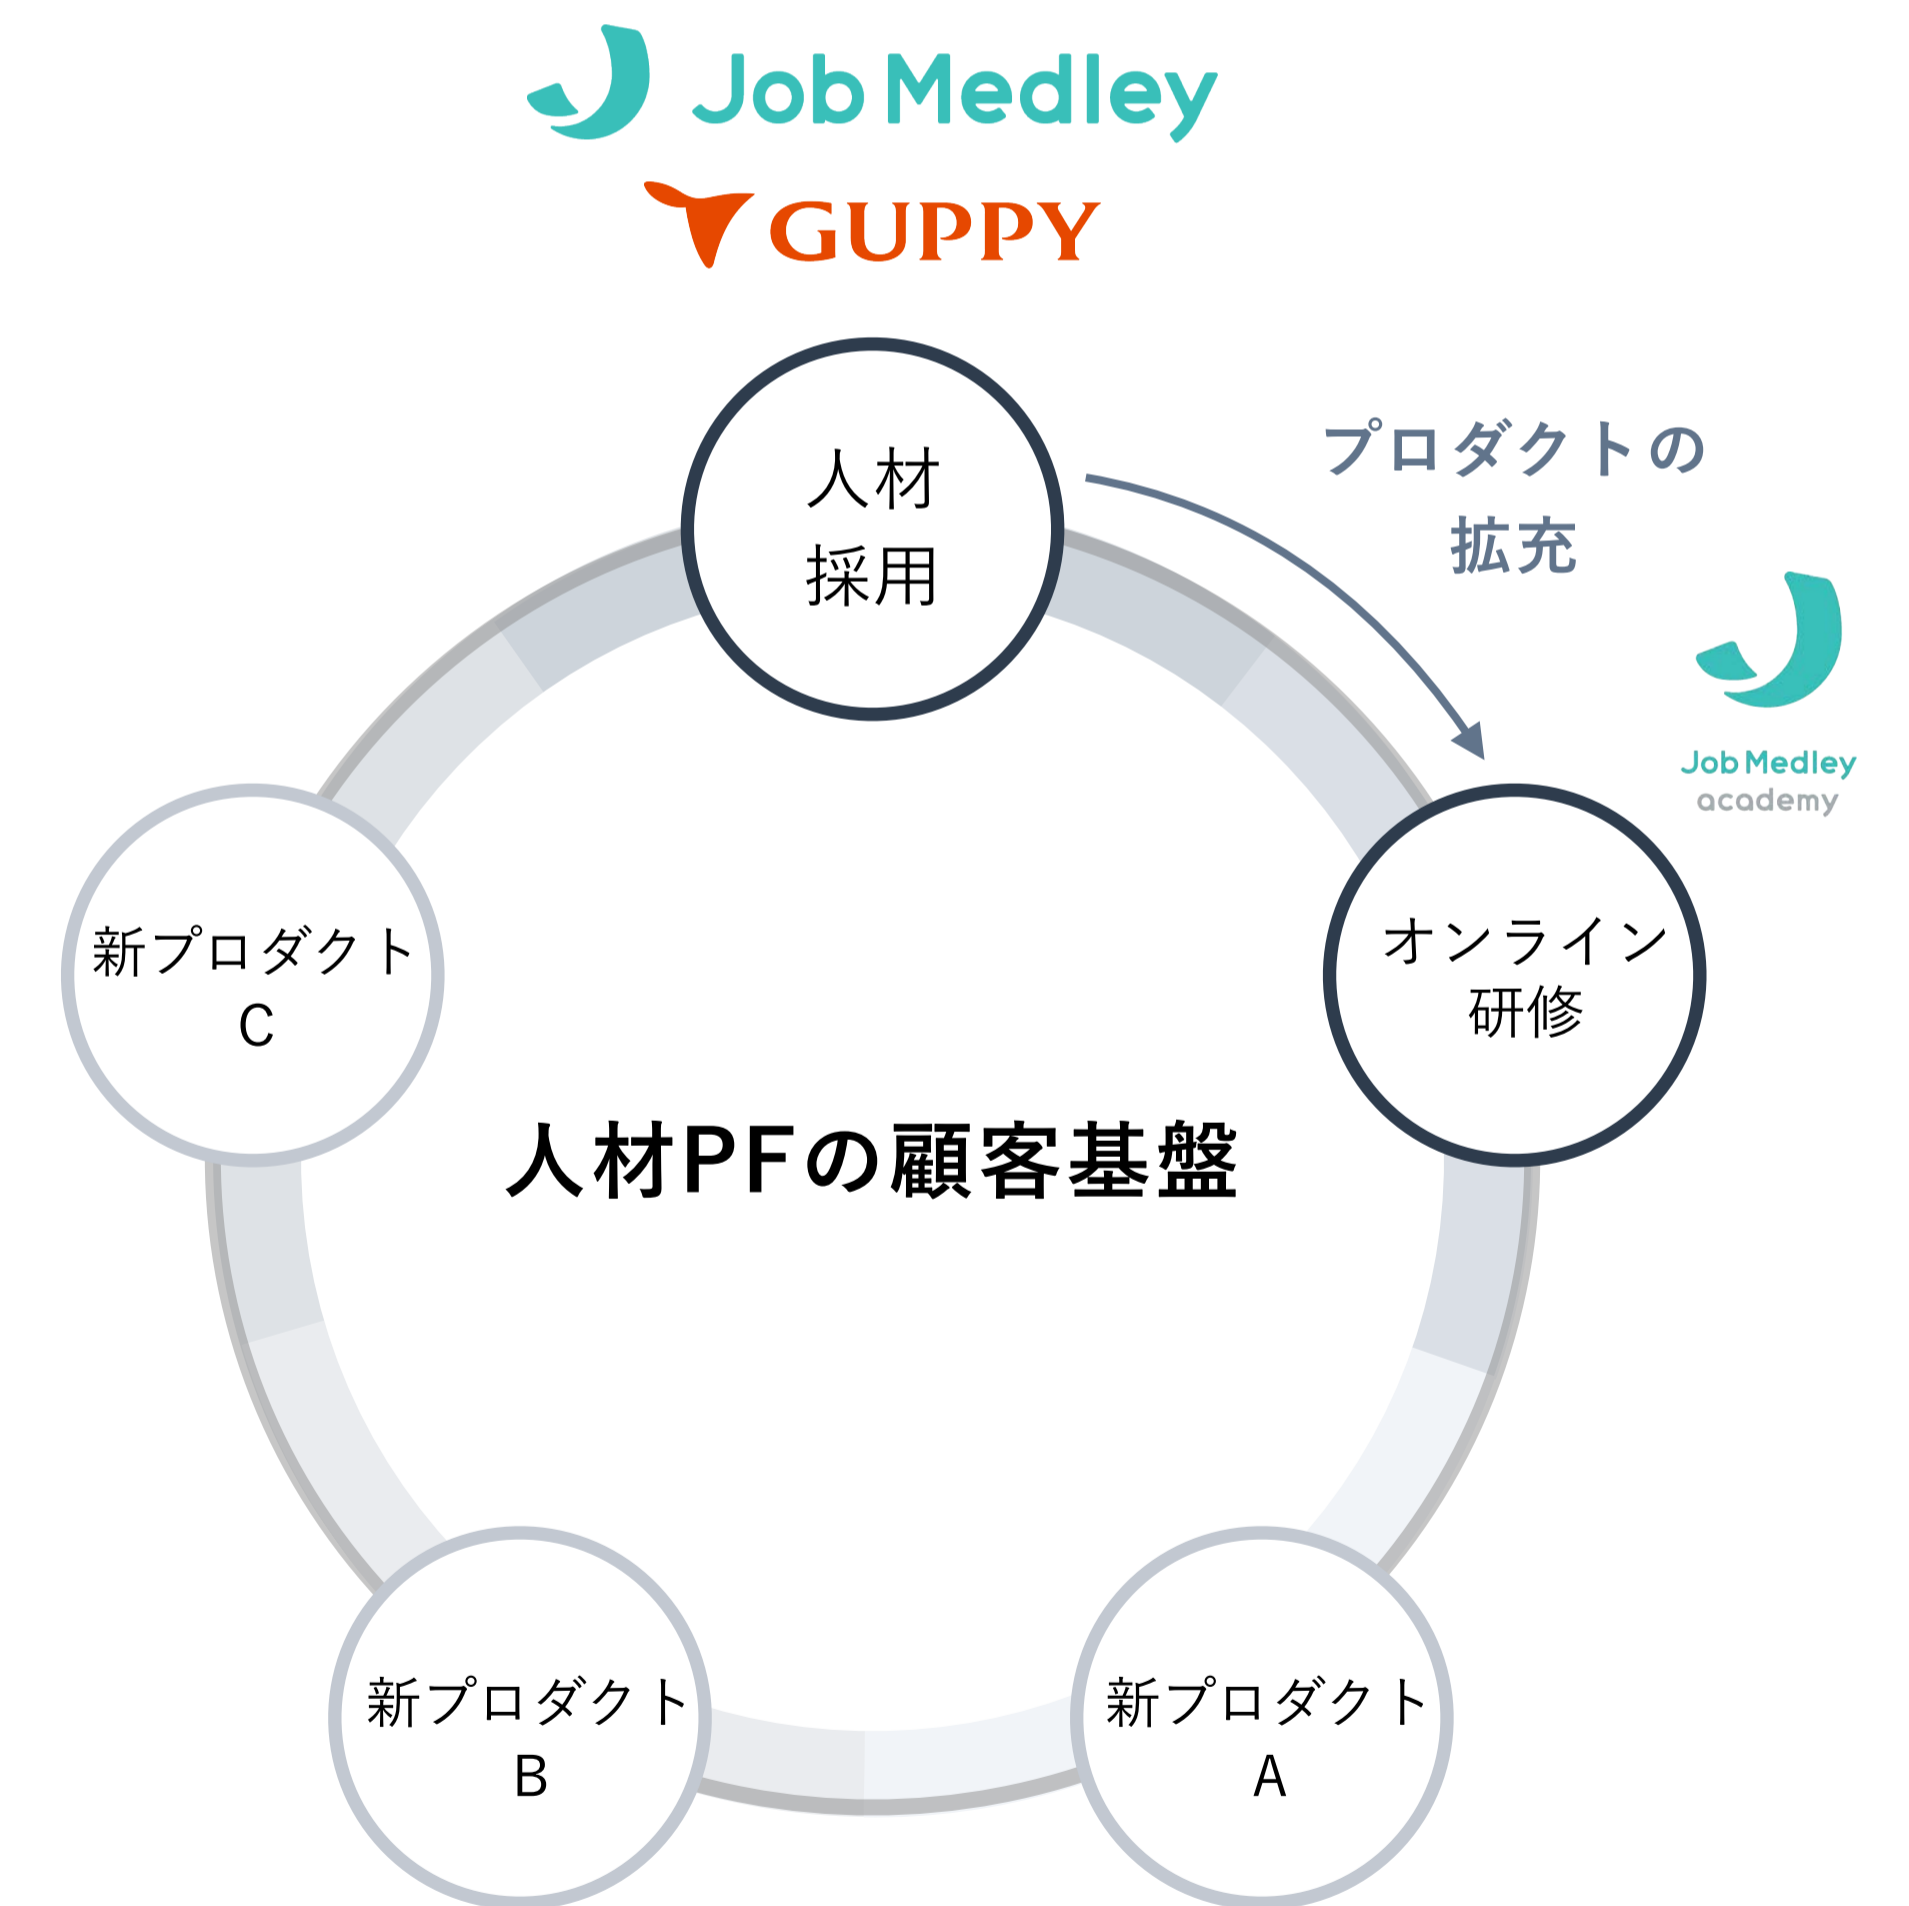 Job Medley
GUPPY
人材
採用
プロダクトの
拡充
Job Medley
academy
オンライン
研修
新プロダクト
C
人材PFの顧客基盤
新プロダクト
B
新プロダクト
A